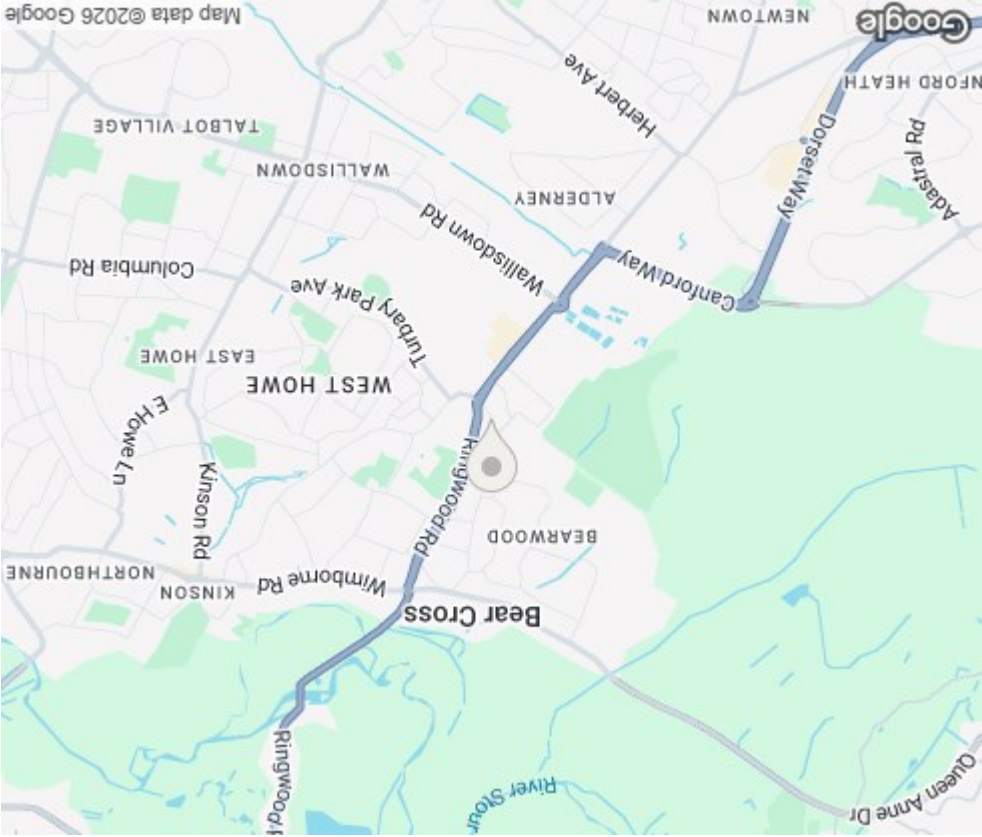 River Stour
Queen Anne Dr
Ringwood R
Bear Cross
Wimborne Rd
KINSON
NORTHBOURNE
BEARWOOD
Ringwood Rd
Kinson Rd
E Howe Ln
WEST HOWE
EAST HOWE
Turbary Park Ave
Canford Way
Wallisdown Rd
Columbia Rd
Adastral Rd
Dorset Way
ALDERNEY
WALLISDOWN
TALBOT VILLAGE
Herbert Ave
NFORD HEATH
Google
NEWTOWN
Map data ©2026 Google